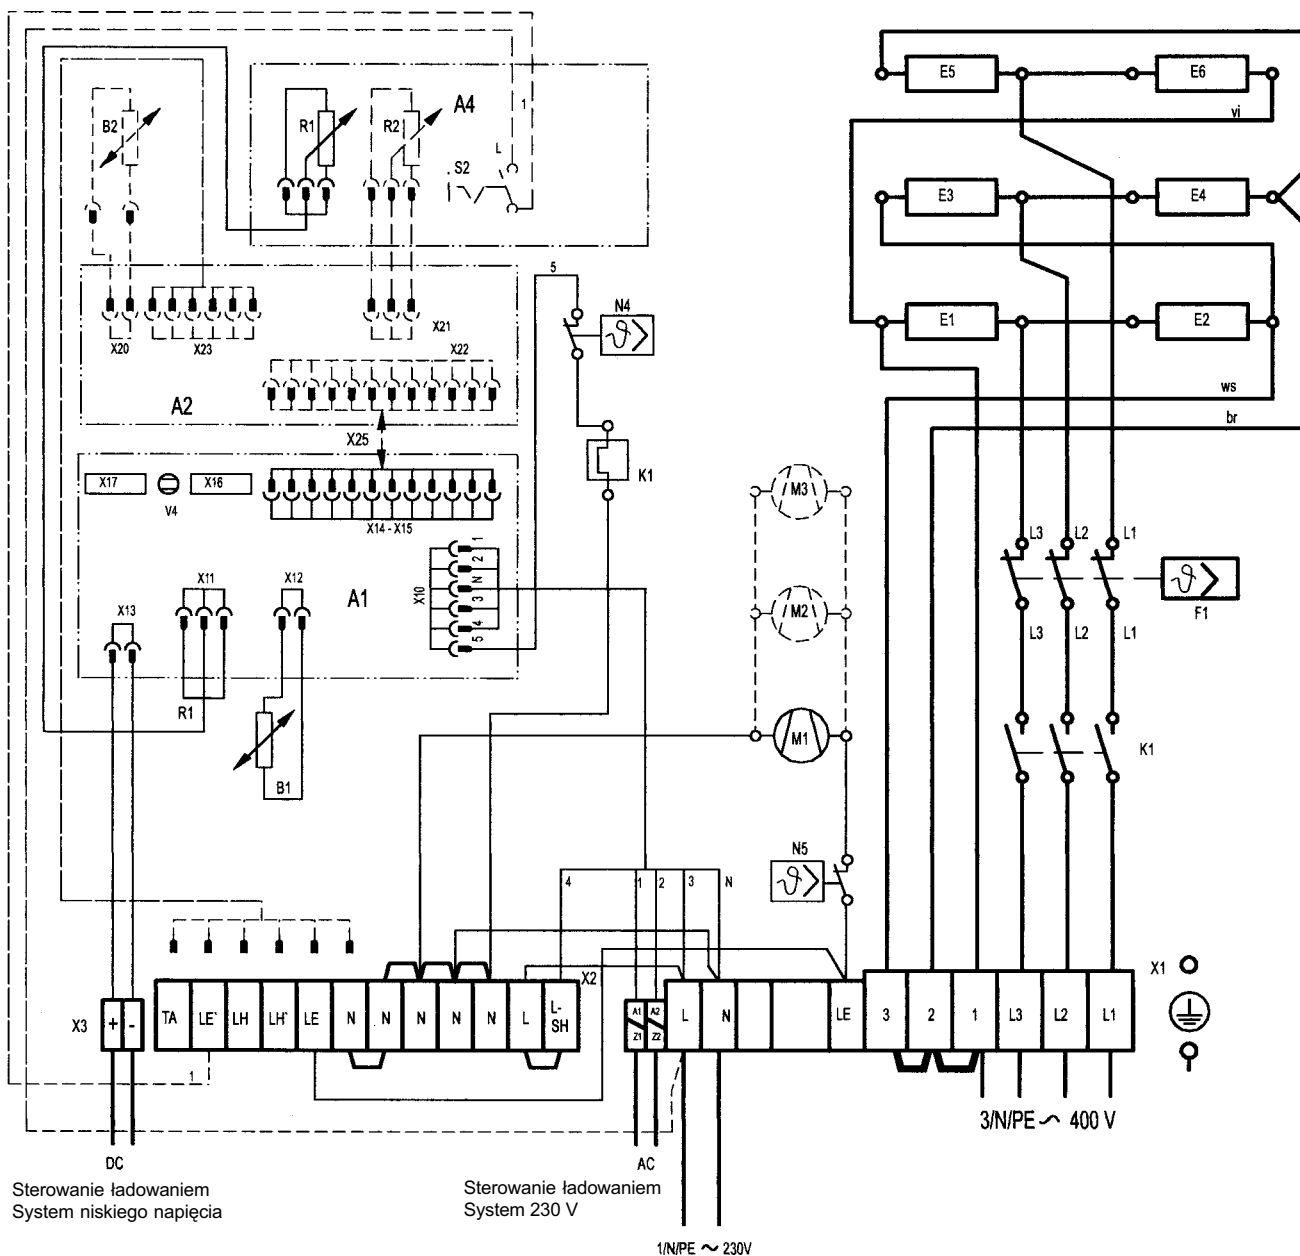 E5
E6
vi
A4
1
B2
R1
R2
L
S2
E3
E4
5
N4
X21
E1
E2
X20
X23
X22
A2
ws
br
X25
K1
X17
X16
V4
M3
X14 - X15
L3
L2
L1
X10
1
2
N
3
4
5
X11
X12
A1
X13
M2
F1
L3
L2
L1
R1
M1
K1
B1
N5
4
1
2
3
N
X2
X1
X3
+
-
TA
LE`
LH
LH`
LE
N
N
N
N
N
L
L-
SH
A1
Z1
A2
Z2
L
N
LE
3
2
1
L3
L2
L1
1
3/N/PE ~ 400 V
DC
AC
Sterowanie ładowaniem
System niskiego napięcia
Sterowanie ładowaniem
System 230 V
1/N/PE ~ 230V